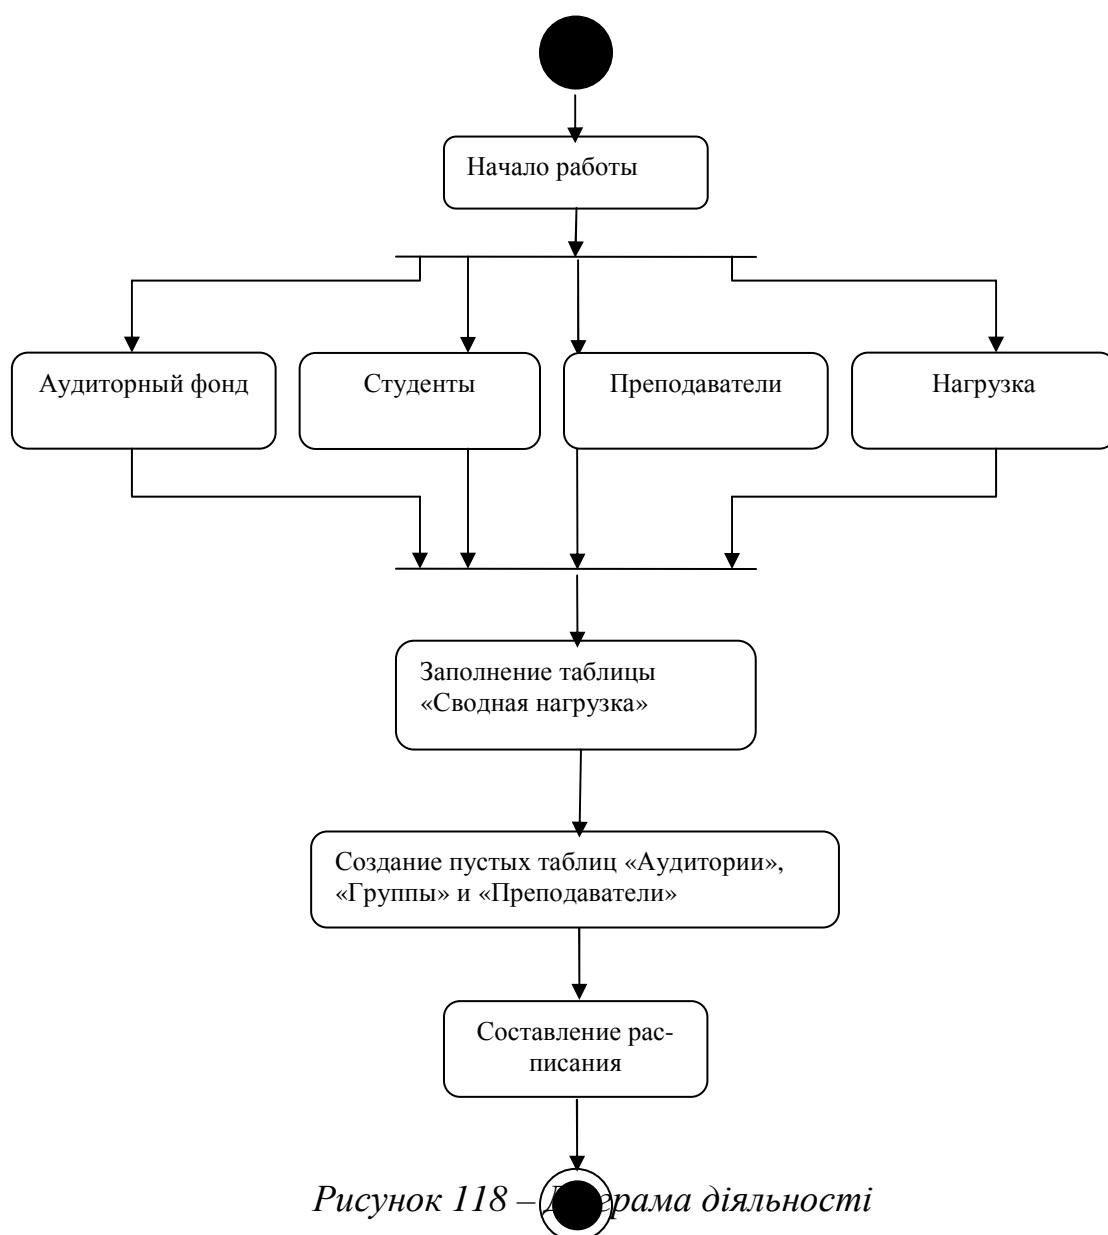 Начало работы
Аудиторный фонд
Студенты
Преподаватели
Нагрузка
Заполнение таблицы
«Сводная нагрузка»
Создание пустых таблиц «Аудитории»,
«Группы» и «Преподаватели»
Составление рас-
писания
Рисунок 118 – діяльності